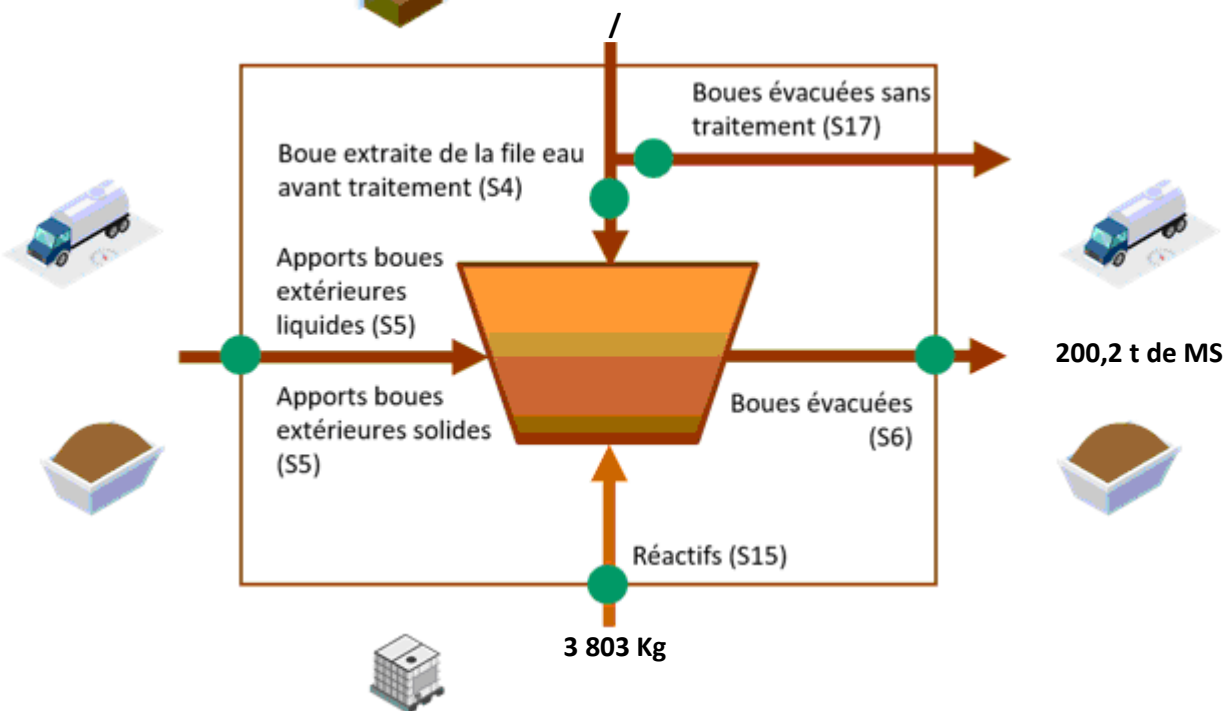 /
Boues évacuées sans
traitement (S17)
Boue extraite de la file eau
avant traitement (S4)
Apports boues
extérieures
liquides (S5)
200,2 t de MS
Apports boues
extérieures solides
(S5)
Boues évacuées
(S6)
Réactifs (S15)
3 803 Kg